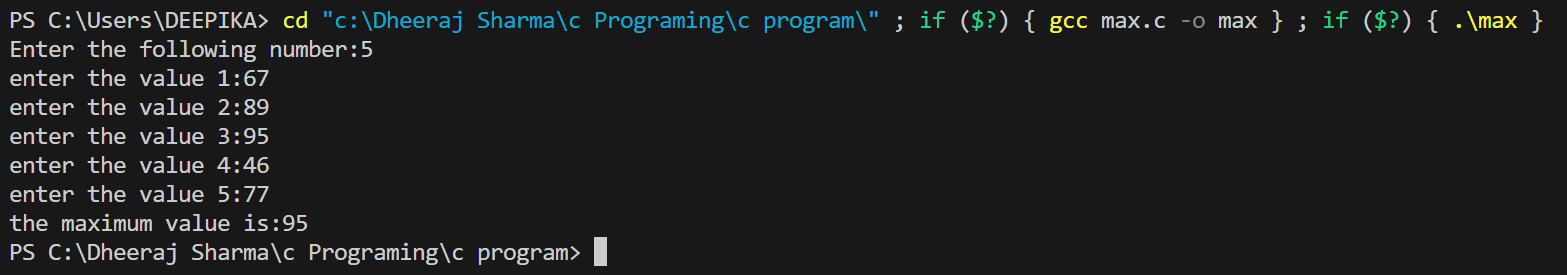 PS C:\Users\DEEPIKA> cd "c:\Dheeraj Sharma\c Programing\c program\" ; if ($?) { gcc max.c -o max } ; if ($?) { .\max }
Enter the following number:5
enter the value 1:67
enter the value 2:89
enter the value 3:95
enter the value 4:46
enter the value 5:77
the maximum value is:95
PS C:\Dheeraj Sharma\c Programing\c program>